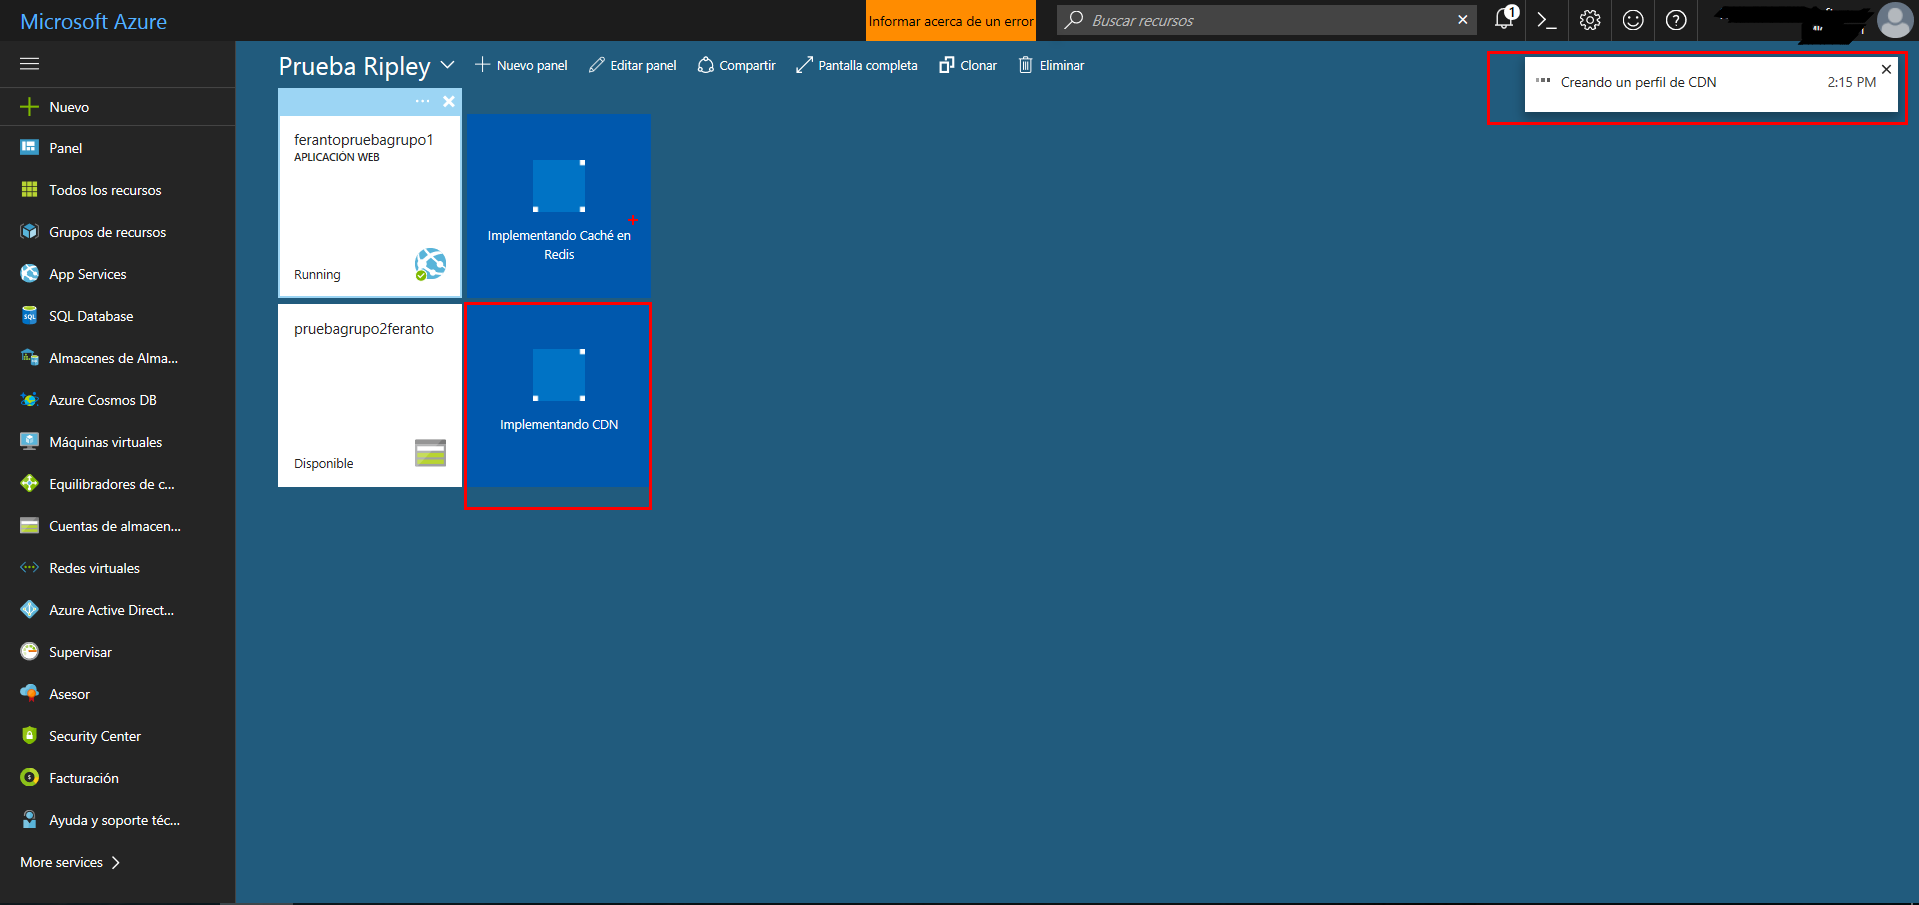 Microsoft Azure
Informar acerca de un error
Buscar recursos
1
Prueba Ripley
Nuevo panel
Editar panel
Compartir
Pantalla completa
Clonar
Eliminar
Creando un perfil de CDN
2:15 PM
Nuevo
Panel
Todos los recursos
Grupos de recursos
App Services
SQL Database
Almacenes de Alma...
Azure Cosmos DB
Máquinas virtuales
Equilibradores de c...
Cuentas de almacen...
Redes virtuales
Azure Active Direct...
Supervisar
Asesor
Security Center
Facturación
Ayuda y soporte téc...
More services
ferantopruebagrupo1
APLICACIÓN WEB
Running
Implementando Caché en
Redis
pruebagrupo2feranto
Disponible
Implementando CDN